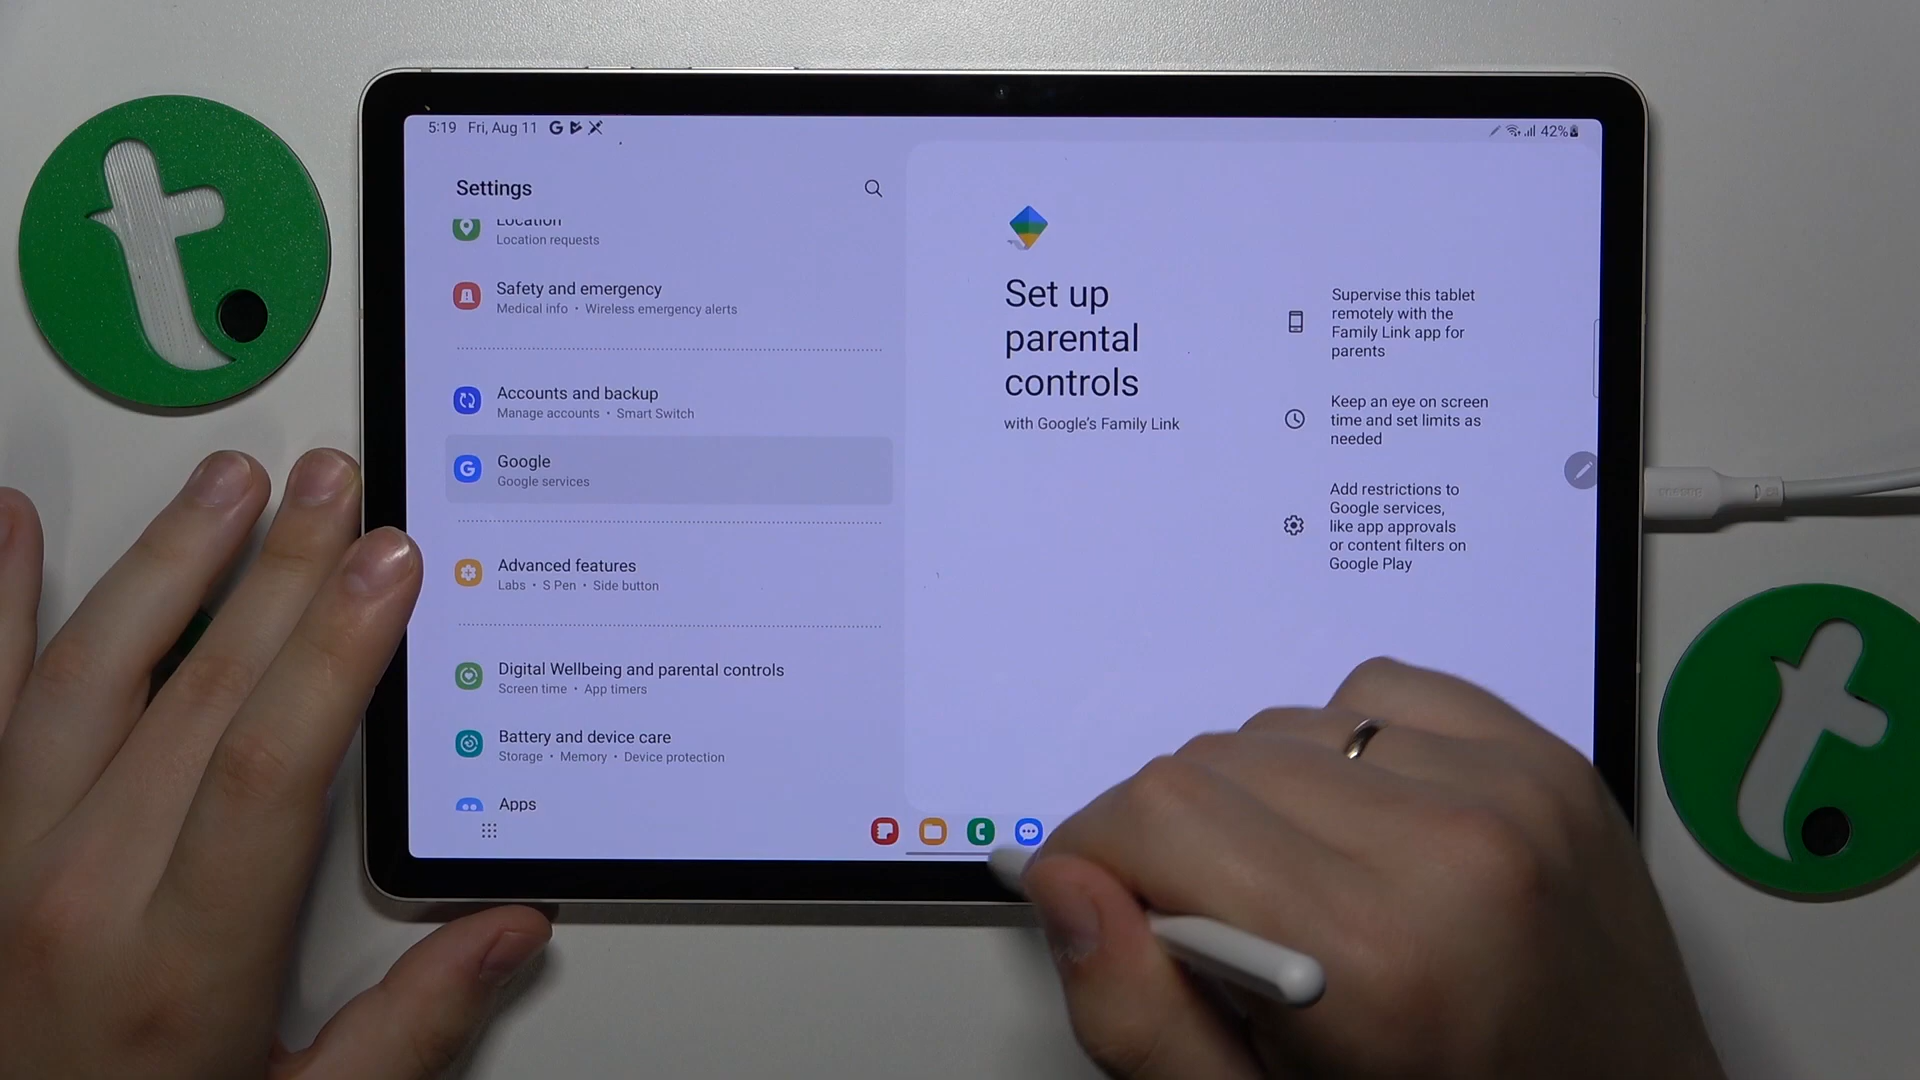 5:19 Fri, Aug 11
42%
Settings
Location
Location requests
Safety and emergency
Medical info • Wireless emergency alerts
Accounts and backup
Manage accounts • Smart Switch
Google
Google services
Advanced features
Labs • S Pen • Side button
Digital Wellbeing and parental controls
Screen time • App timers
Battery and device care
Storage • Memory • Device protection
Apps
Set up
parental
controls
with Google's Family Link
Supervise this tablet
remotely with the
Family Link app for
parents
Keep an eye on screen
time and set limits as
needed
Add restrictions to
Google services,
like app approvals
or content filters on
Google Play